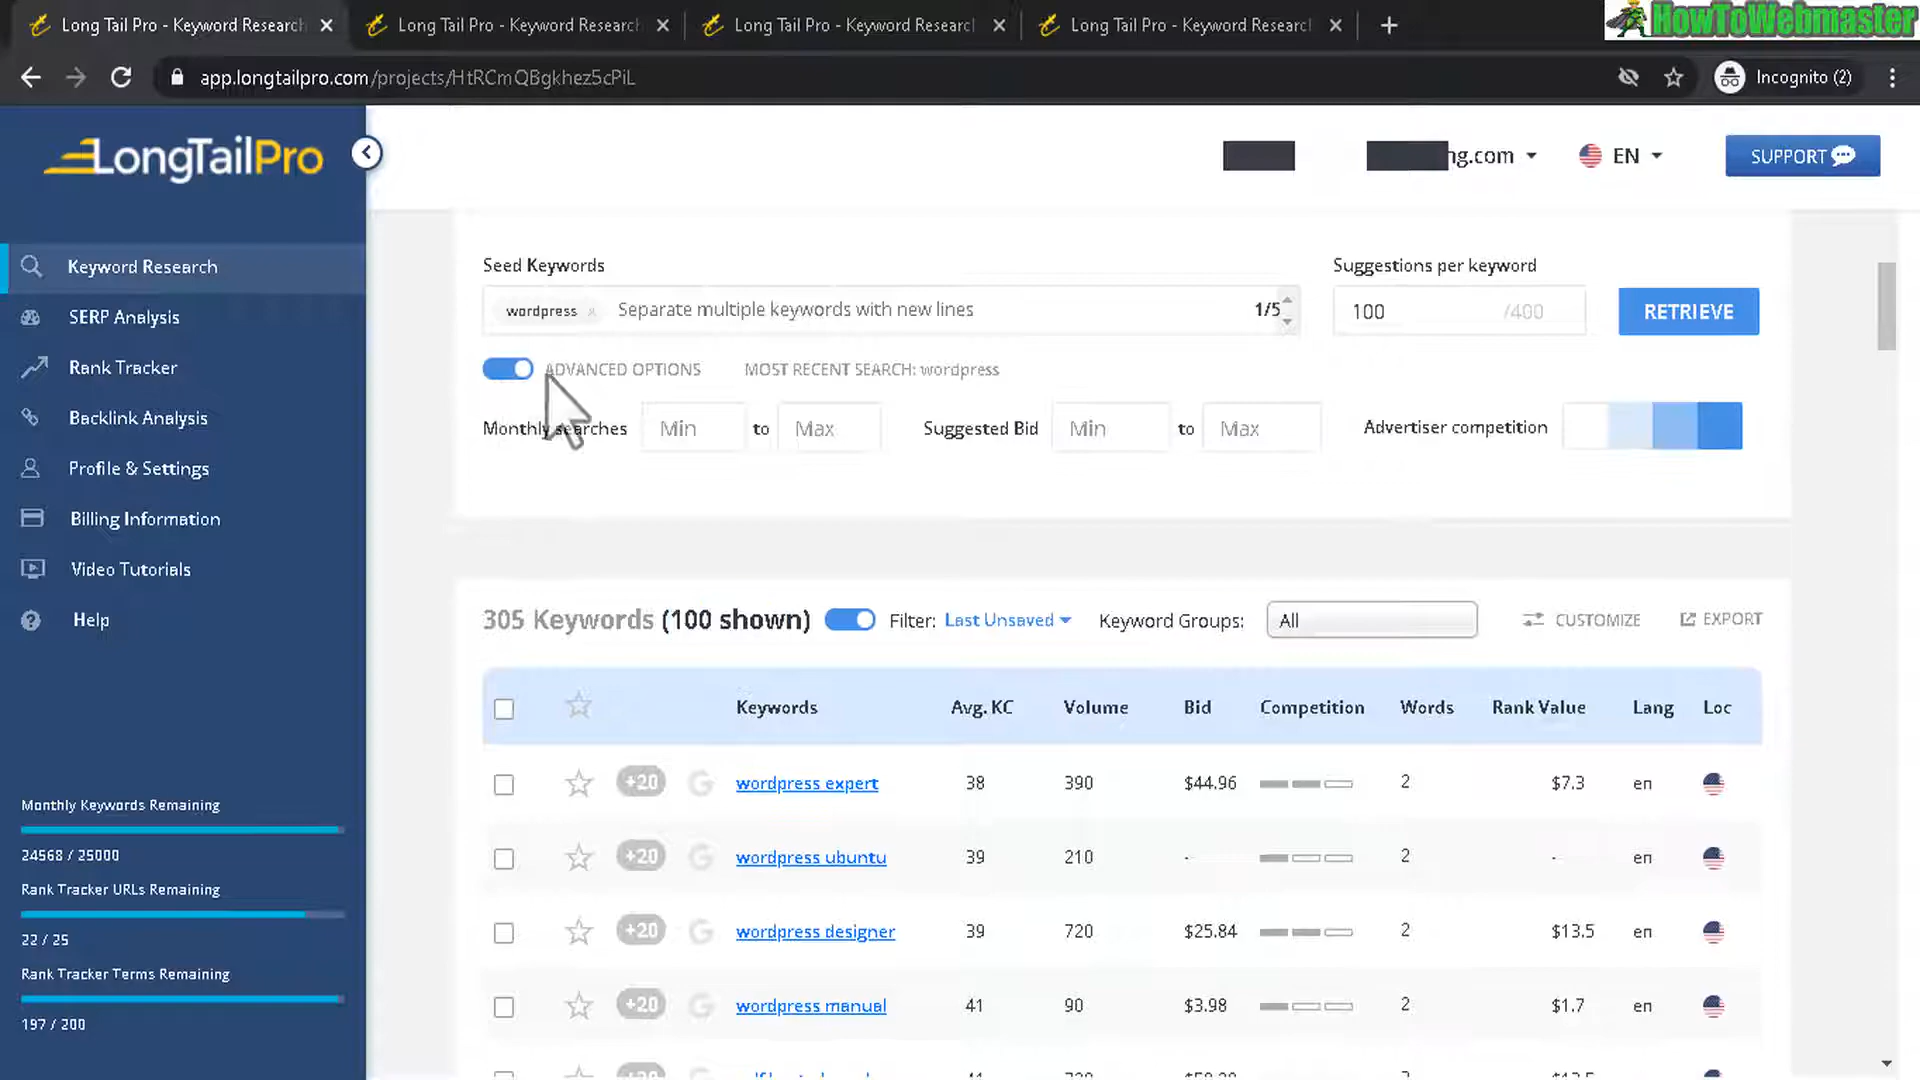 Long Tail Pro - Keyword Research
Long Tail Pro - Keyword Research
Long Tail Pro - Keyword Research
Long Tail Pro - Keyword Research
HowToWebmaster
app.longtailpro.com/projects/HtRCmQBgkhez5cPiL
Incognito (2)
LongTailPro
ng.com
EN
SUPPORT
Keyword Research
SERP Analysis
Rank Tracker
Backlink Analysis
Profile & Settings
Billing Information
Video Tutorials
Help
Monthly Keywords Remaining
24568 / 25000
Rank Tracker URLs Remaining
22 / 25
Rank Tracker Terms Remaining
197 / 200
Seed Keywords
Suggestions per keyword
wordpress x Separate multiple keywords with new lines 1/5
100 /400
RETRIEVE
ADVANCED OPTIONS MOST RECENT SEARCH: wordpress
Monthly searches Min to Max Suggested Bid Min to Max Advertiser competition
305 Keywords (100 shown) Filter: Last Unsaved Keyword Groups: All CUSTOMIZE EXPORT
Keywords Avg. KC Volume Bid Competition Words Rank Value Lang Loc
+20 G wordpress expert 38 390 $44.96 2 $7.3 en
+20 G wordpress ubuntu 39 210 - 2 - en
+20 G wordpress designer 39 720 $25.84 2 $13.5 en
+20 G wordpress manual 41 90 $3.98 2 $1.7 en